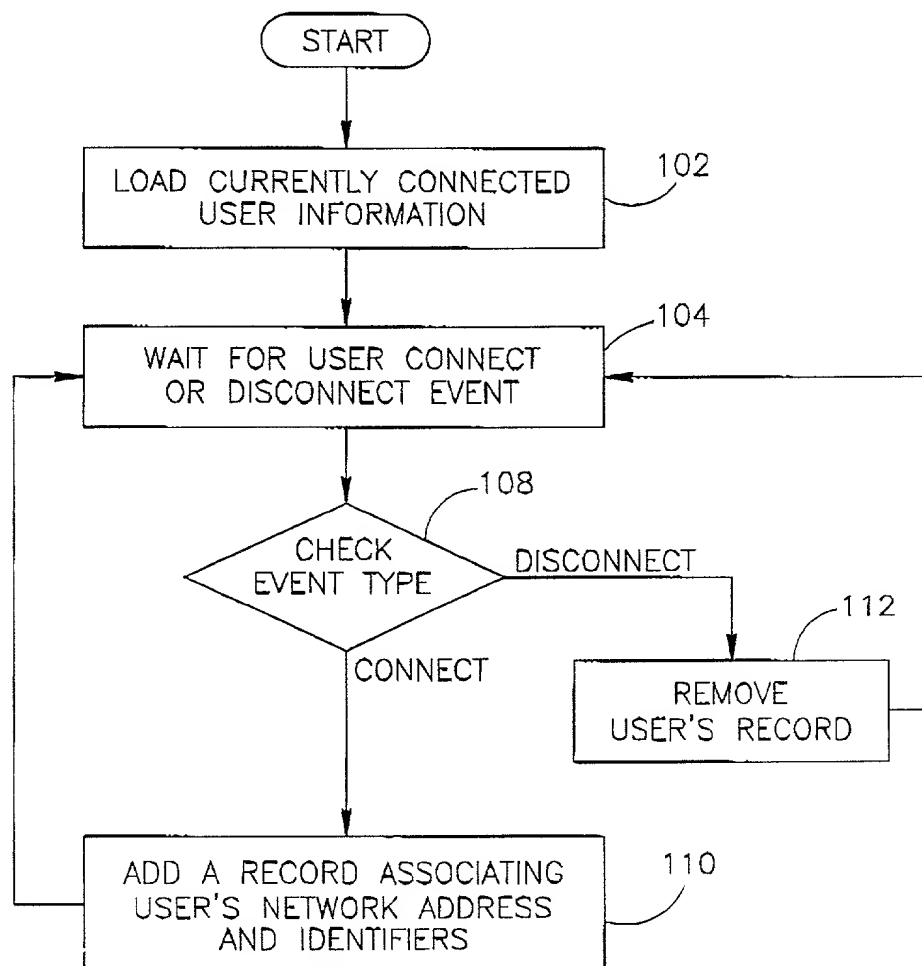 START
LOAD CURRENTLY CONNECTED
USER INFORMATION
102
WAIT FOR USER CONNECT
OR DISCONNECT EVENT
104
CHECK
EVENT TYPE
108
DISCONNECT
CONNECT
REMOVE
USER'S RECORD
112
ADD A RECORD ASSOCIATING
USER'S NETWORK ADDRESS
AND IDENTIFIERS
110